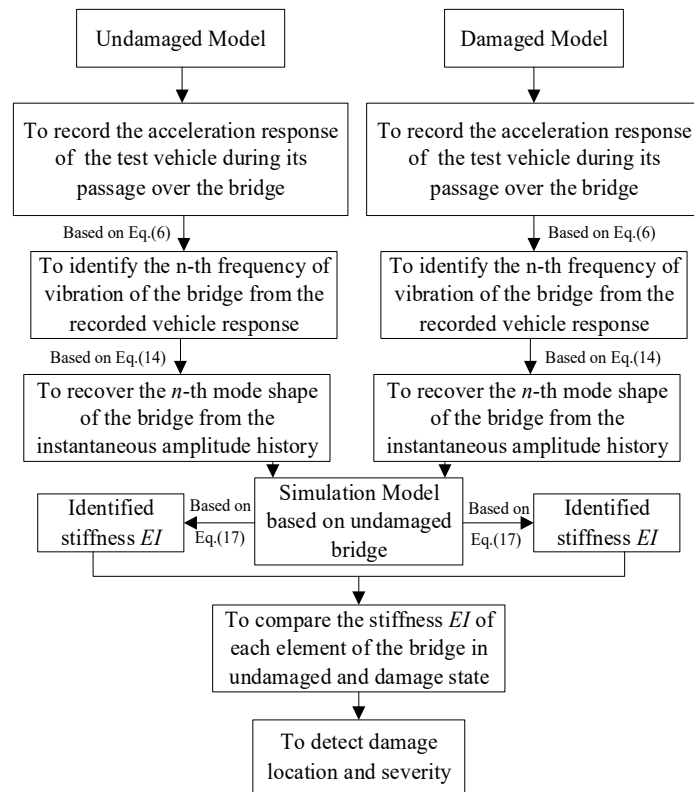 Undamaged Model
Damaged Model
To record the acceleration response
of the test vehicle during its
passage over the bridge
To record the acceleration response
of the test vehicle during its
passage over the bridge
Based on Eq.(6)
Based on Eq.(6)
To identify the n-th frequency of
vibration of the bridge from the
recorded vehicle response
To identify the n-th frequency of
vibration of the bridge from the
recorded vehicle response
Based on Eq.(14)
Based on Eq.(14)
To recover the n-th mode shape
of the bridge from the
instantaneous amplitude history
To recover the n-th mode shape
of the bridge from the
instantaneous amplitude history
Identified
stiffness EI
Based on
Eq.(17)
Simulation Model
based on undamaged
bridge
Based on
Eq.(17)
Identified
stiffness EI
To compare the stiffness EI of
each element of the bridge in
undamaged and damage state
To detect damage
location and severity